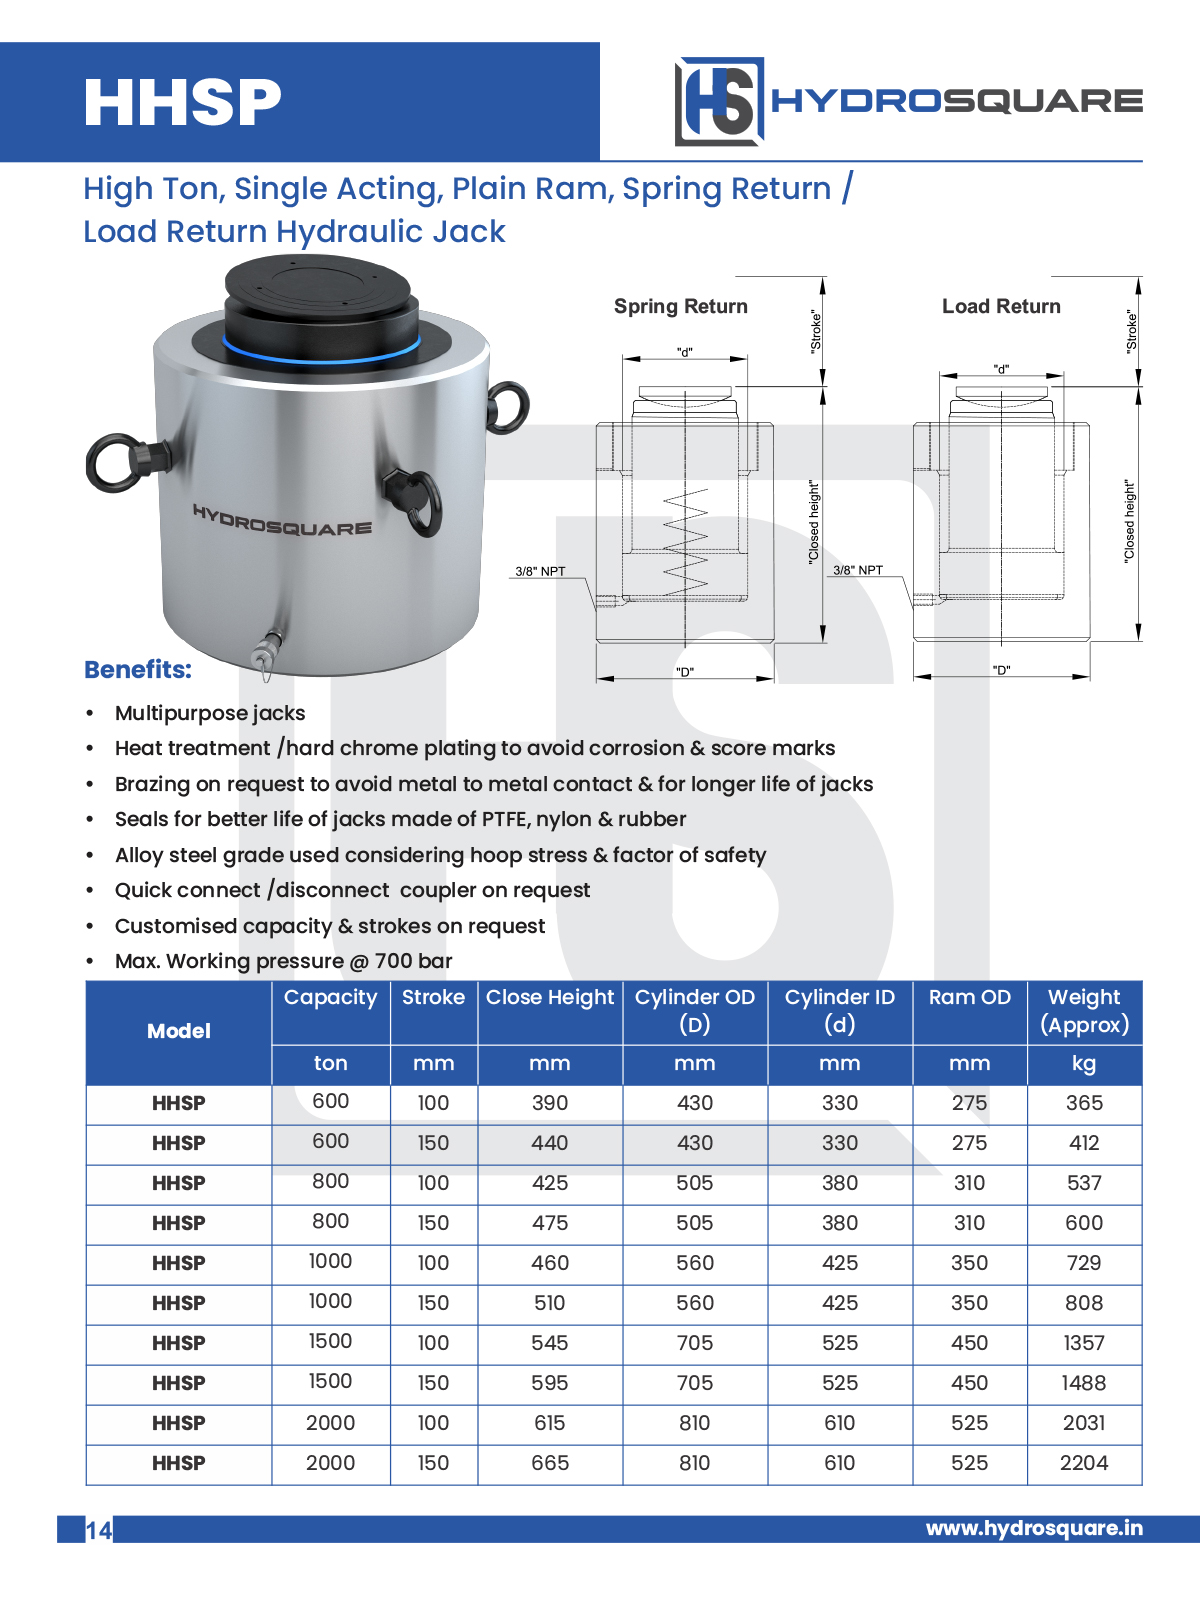 HHSP
HS HYDROSQUARE
High Ton, Single Acting, Plain Ram, Spring Return /
Load Return Hydraulic Jack
HYDROSQUARE
Spring Return
"Stroke"
"d"
"Closed height"
3/8" NPT
"D"
Load Return
"Stroke"
"d"
"Closed height"
3/8" NPT
"D"
Benefits:
• Multipurpose jacks
• Heat treatment /hard chrome plating to avoid corrosion & score marks
• Brazing on request to avoid metal to metal contact & for longer life of jacks
• Seals for better life of jacks made of PTFE, nylon & rubber
• Alloy steel grade used considering hoop stress & factor of safety
• Quick connect /disconnect  coupler on request
• Customised capacity & strokes on request
• Max. Working pressure @ 700 bar
Model Capacity Stroke Close Height Cylinder OD (D) Cylinder ID (d) Ram OD Weight (Approx)
ton mm mm mm mm mm kg
HHSP 600 100 390 430 330 275 365
HHSP 600 150 440 430 330 275 412
HHSP 800 100 425 505 380 310 537
HHSP 800 150 475 505 380 310 600
HHSP 1000 100 460 560 425 350 729
HHSP 1000 150 510 560 425 350 808
HHSP 1500 100 545 705 525 450 1357
HHSP 1500 150 595 705 525 450 1488
HHSP 2000 100 615 810 610 525 2031
HHSP 2000 150 665 810 610 525 2204
14
www.hydrosquare.in